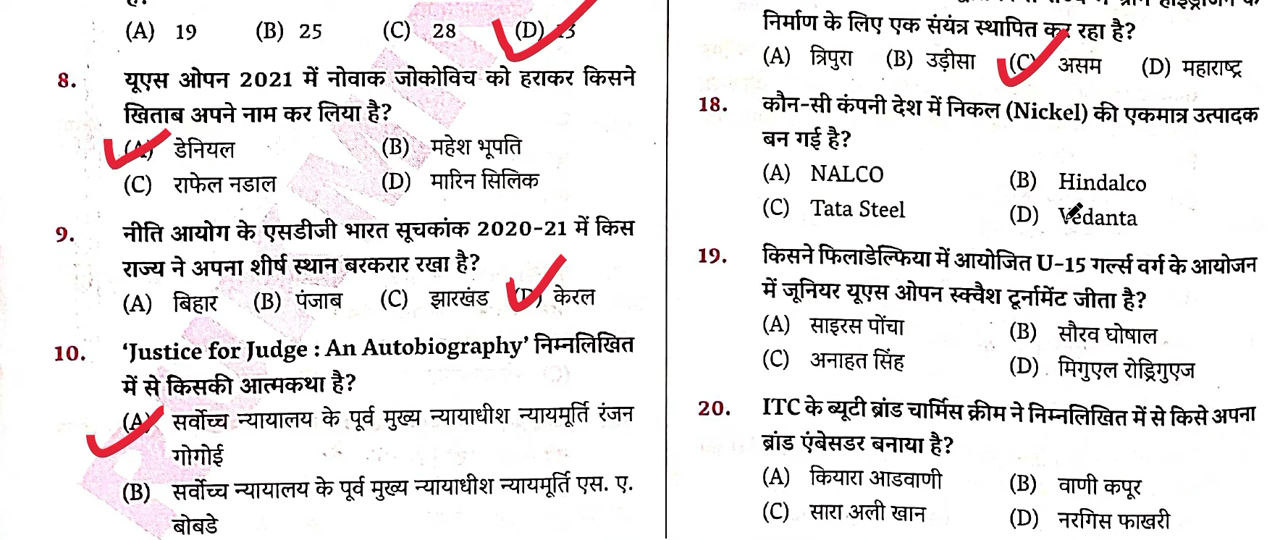 (A) 19 (B) 25 (C) 28 (D)
8. यूएस ओपन 2021 में नोवाक जोकोविच को हराकर किसने
खिताब अपने नाम कर लिया है?
(A) डेनियल (B) महेश भूपति
(C) राफेल नडाल (D) मारिन सिलिक
9. नीति आयोग के एसडीजी भारत सूचकांक 2020-21 में किस
राज्य ने अपना शीर्ष स्थान बरकरार रखा है?
(A) बिहार (B) पंजाब (C) झारखंड (D) केरल
10. ‘Justice for Judge : An Autobiography’ निम्नलिखित
में से किसकी आत्मकथा है?
(A) सर्वोच्च न्यायालय के पूर्व मुख्य न्यायाधीश न्यायमूर्ति रंजन
गोगोई
(B) सर्वोच्च न्यायालय के पूर्व मुख्य न्यायाधीश न्यायमूर्ति एस. ए.
बोबडे
निर्माण के लिए एक संयंत्र स्थापित कर रहा है?
(A) त्रिपुरा (B) उड़ीसा (C) असम (D) महाराष्ट्र
18. कौन-सी कंपनी देश में निकल (Nickel) की एकमात्र उत्पादक
बन गई है?
(A) NALCO (B) Hindalco
(C) Tata Steel (D) Vedanta
19. किसने फिलाडेल्फिया में आयोजित U-15 गर्ल्स वर्ग के आयोजन
में जूनियर यूएस ओपन स्क्वैश टूर्नामेंट जीता है?
(A) साइरस पोंचा (B) सौरव घोषाल
(C) अनाहत सिंह (D) मिगुएल रोड्रिगुएज
20. ITC के ब्यूटी ब्रांड चार्मिस क्रीम ने निम्नलिखित में से किसे अपना
ब्रांड एंबेसडर बनाया है?
(A) कियारा आडवाणी (B) वाणी कपूर
(C) सारा अली खान (D) नरगिस फाखरी